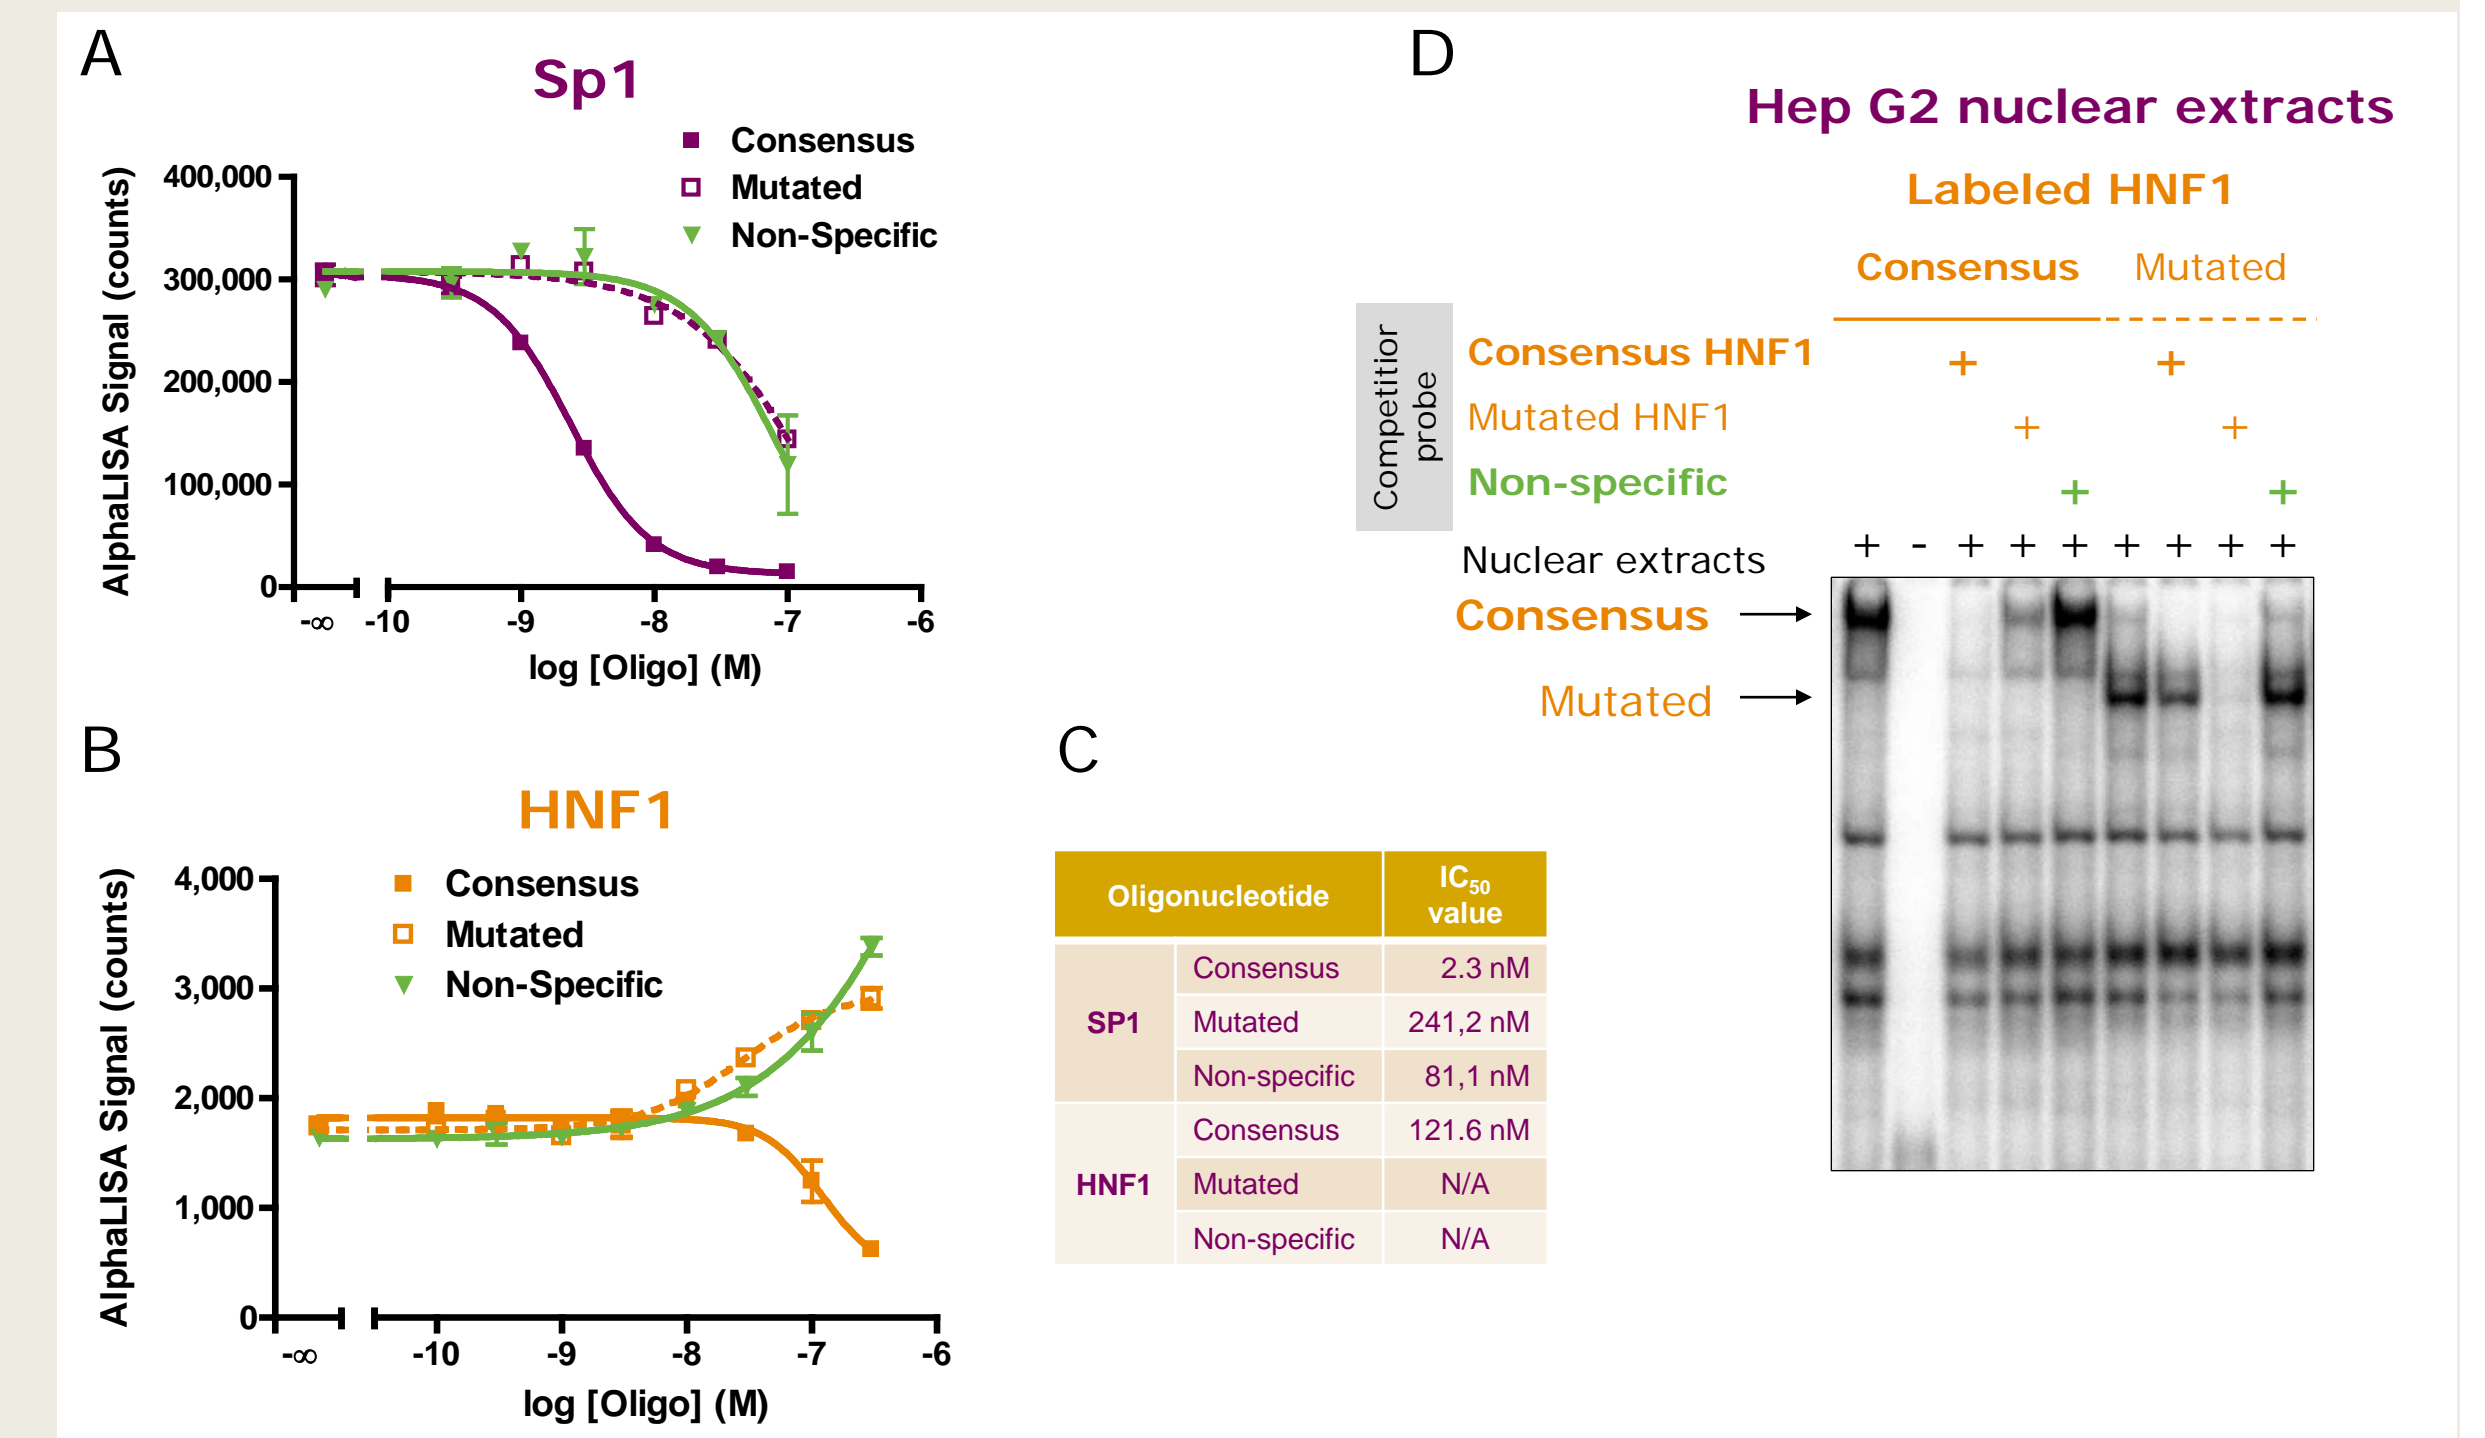 A
Sp1
Consensus
Mutated
Non-Specific
AlphaLISA Signal (counts)
400,000
300,000
200,000
100,000
0
-∞ -10 -9 -8 -7 -6
log [Oligo] (M)
B
HNF1
Consensus
Mutated
Non-Specific
AlphaLISA Signal (counts)
4,000
3,000
2,000
1,000
0
-∞ -10 -9 -8 -7 -6
log [Oligo] (M)
C
Oligonucleotide IC50 value
SP1
Consensus 2.3 nM
Mutated 241,2 nM
Non-specific 81,1 nM
HNF1
Consensus 121.6 nM
Mutated N/A
Non-specific N/A
D
Hep G2 nuclear extracts
Labeled HNF1
Consensus Mutated
Competitior
probe
Consensus HNF1 + +
Mutated HNF1 + +
Non-specific + +
Nuclear extracts + - + + + + + + +
Consensus
Mutated